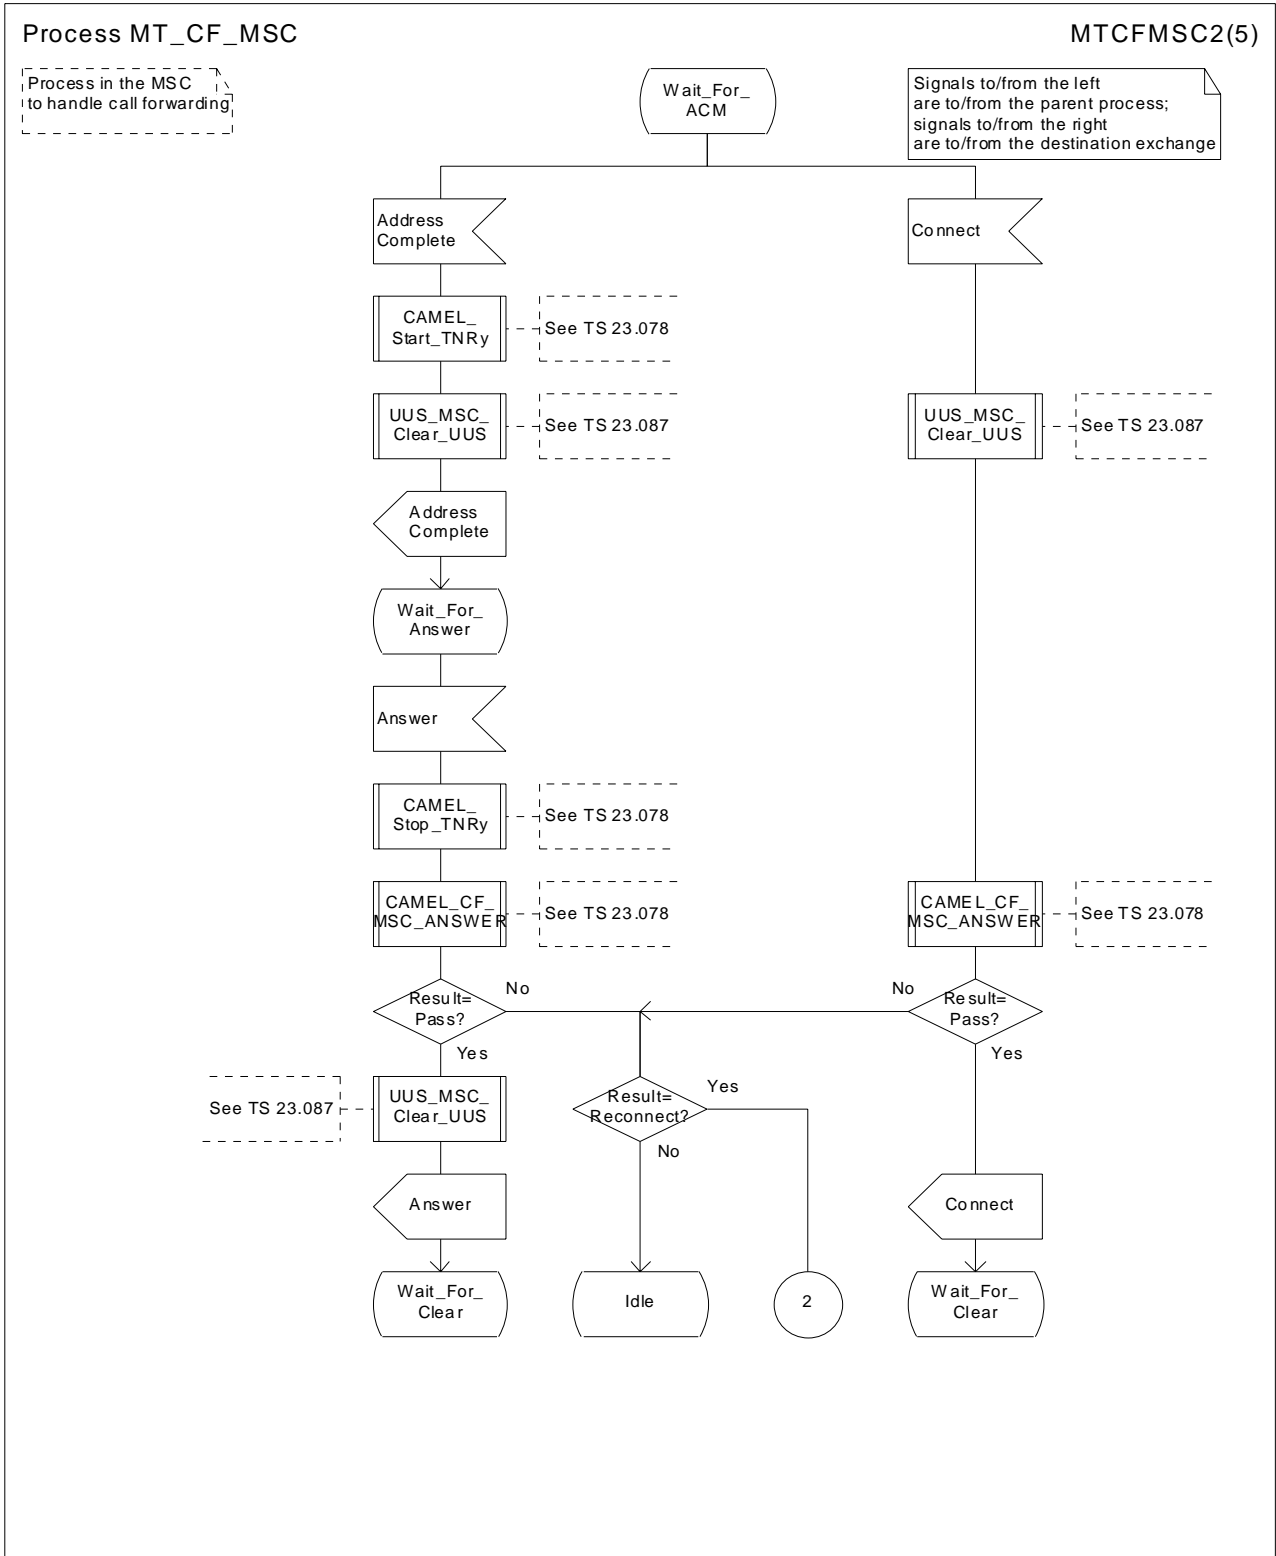 Process MT_CF_MSC
MTCFMSC2(5)
Process in the MSC
to handle call forwarding
Wait_For_
ACM
Signals to/from the left
are to/from the parent process;
signals to/from the right
are to/from the destination exchange
Address
Complete
Connect
CAMEL_
Start_TNRy
See TS 23.078
UUS_MSC_
Clear_UUS
See TS 23.087
UUS_MSC_
Clear_UUS
See TS 23.087
Address
Complete
Wait_For_
Answer
Answer
CAMEL_
Stop_TNRy
See TS 23.078
CAMEL_CF_
MSC_ANSWER
See TS 23.078
CAMEL_CF_
MSC_ANSWER
See TS 23.078
Result=
Pass?
No
Yes
No
Result=
Pass?
Yes
See TS 23.087
UUS_MSC_
Clear_UUS
Result=
Reconnect?
Yes
No
Answer
Connect
Wait_For_
Clear
Idle
2
Wait_For_
Clear